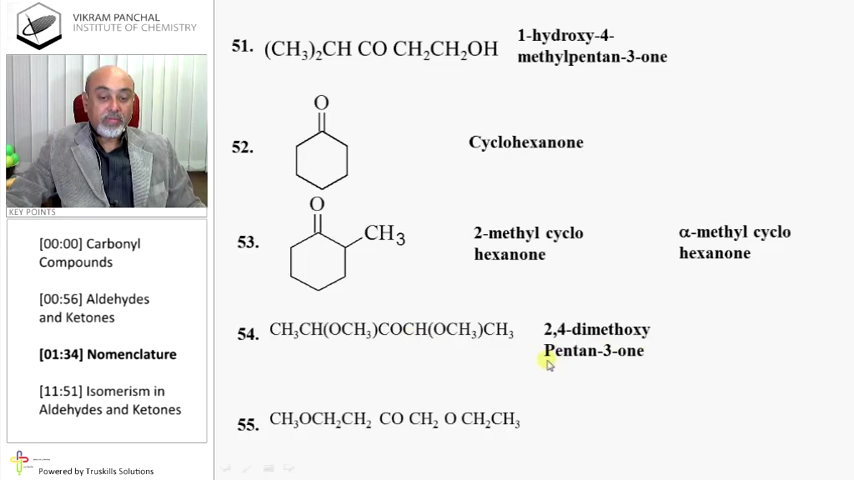 VIKRAM PANCHAL
INSTITUTE OF CHEMISTRY
KEY POINTS
[00:00] Carbonyl
Compounds
[00:56] Aldehydes
and Ketones
[01:34] Nomenclature
[11:51] Isomerism in
Aldehydes and Ketones
Powered by Truskills Solutions
51. (CH₃)₂CH CO CH₂CH₂OH 1-hydroxy-4-
methylpentan-3-one
O
52. Cyclohexanone
O
CH₃
53. 2-methyl cyclo α-methyl cyclo
hexanone hexanone
54. CH₃CH(OCH₃)COCH(OCH₃)CH₃ 2,4-dimethoxy
Pentan-3-one
55. CH₃OCH₂CH₂ CO CH₂ O CH₂CH₃